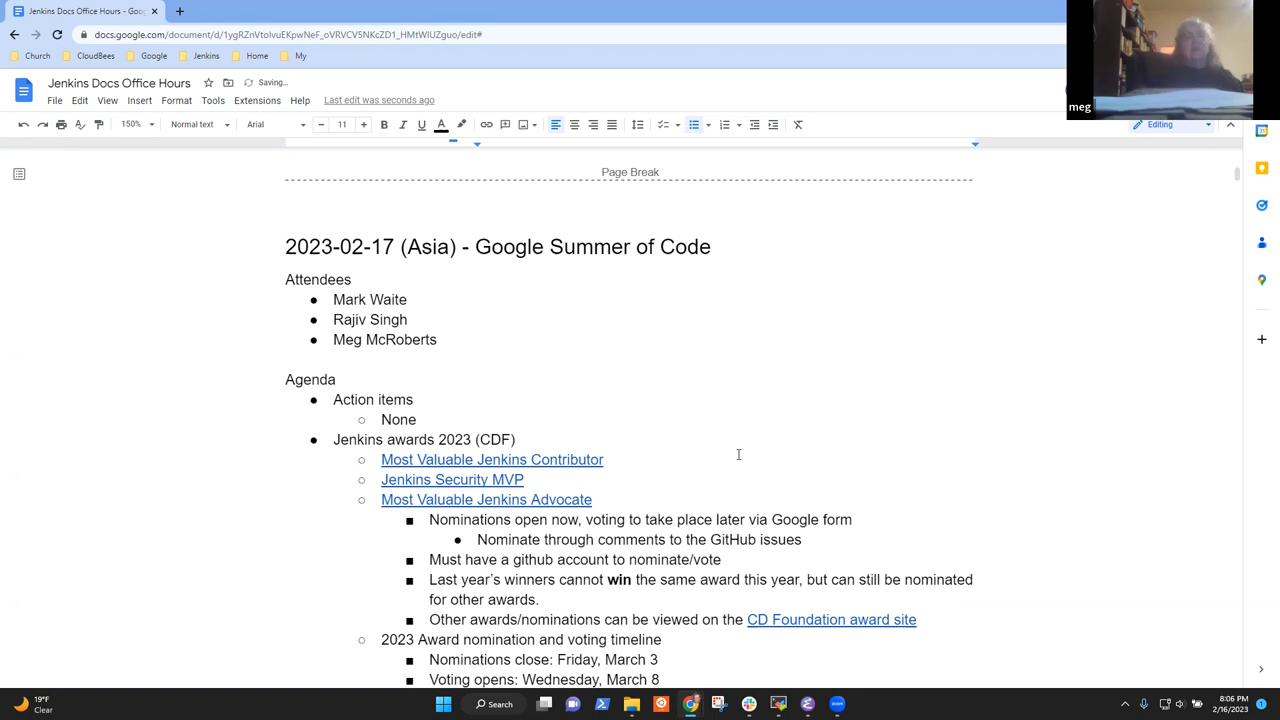 Jenkins Docs Office Hours - Goog
docs.google.com/document/d/1ygRZnVtolvuEKpwNeF_oVRVCV5NKcZD1_HMtWIUZguo/edit#
Church CloudBees Google Jenkins Home My
Jenkins Docs Office Hours Saving...
File Edit View Insert Format Tools Extensions Help Last edit was seconds ago
meg
150% Normal text Arial 11 Editing
Page Break
2023-02-17 (Asia) - Google Summer of Code
Attendees
Mark Waite
Rajiv Singh
Meg McRoberts
Agenda
Action items
None
Jenkins awards 2023 (CDF)
Most Valuable Jenkins Contributor
Jenkins Security MVP
Most Valuable Jenkins Advocate
Nominations open now, voting to take place later via Google form
Nominate through comments to the GitHub issues
Must have a github account to nominate/vote
Last year's winners cannot win the same award this year, but can still be nominated
for other awards.
Other awards/nominations can be viewed on the CD Foundation award site
2023 Award nomination and voting timeline
Nominations close: Friday, March 3
Voting opens: Wednesday, March 8
19°F
Clear
Search
8:06 PM
2/16/2023